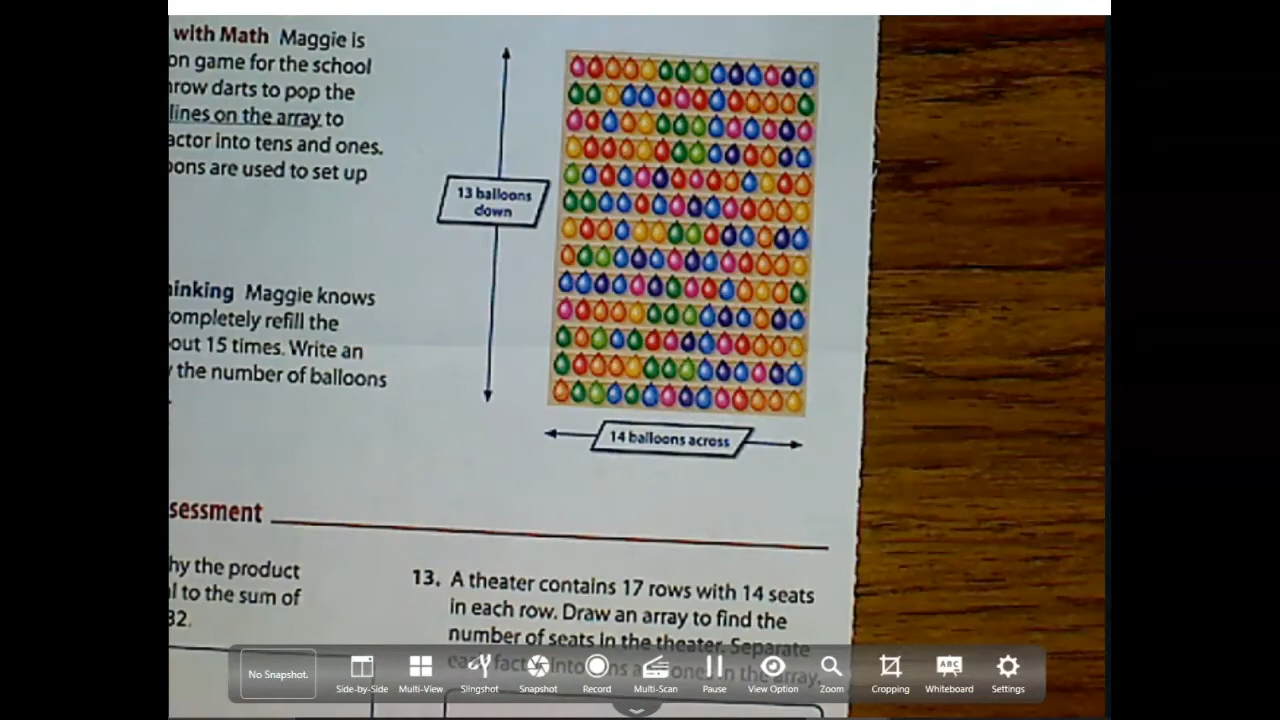 with Math Maggie is
on game for the school
row darts to pop the
lines on the array to
actor into tens and ones.
oons are used to set up
13 balloons
down
inking Maggie knows
ompletely refill the
out 15 times. Write an
the number of balloons
14 balloons across
sessment
hy the product
l to the sum of
32.
13. A theater contains 17 rows with 14 seats
in each row. Draw an array to find the
number of seats in the theater. Separate
each factor into tens and ones in the array.
No Snapshot.
Side-by-Side
Multi-View
Slingshot
Snapshot
Record
Multi-Scan
Pause
View Option
Zoom
Cropping
ABC
Whiteboard
Settings